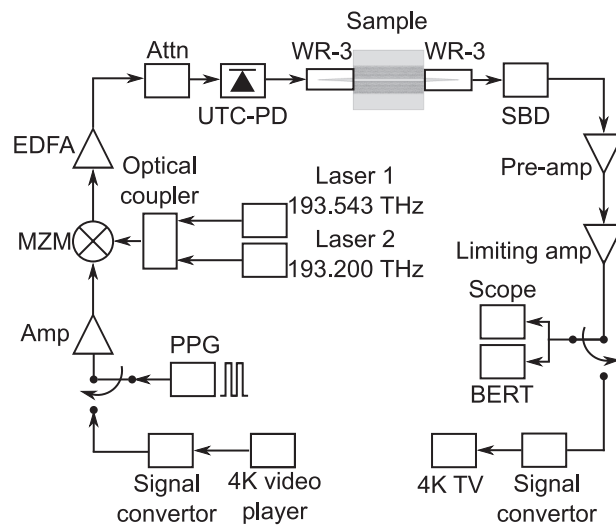 Sample
Attn
WR-3
WR-3
UTC-PD
SBD
EDFA
Pre-amp
Optical
coupler
Laser 1
193.543 THz
MZM
Laser 2
193.200 THz
Limiting amp
Scope
Amp
PPG
BERT
Signal
convertor
4K video
player
4K TV
Signal
convertor